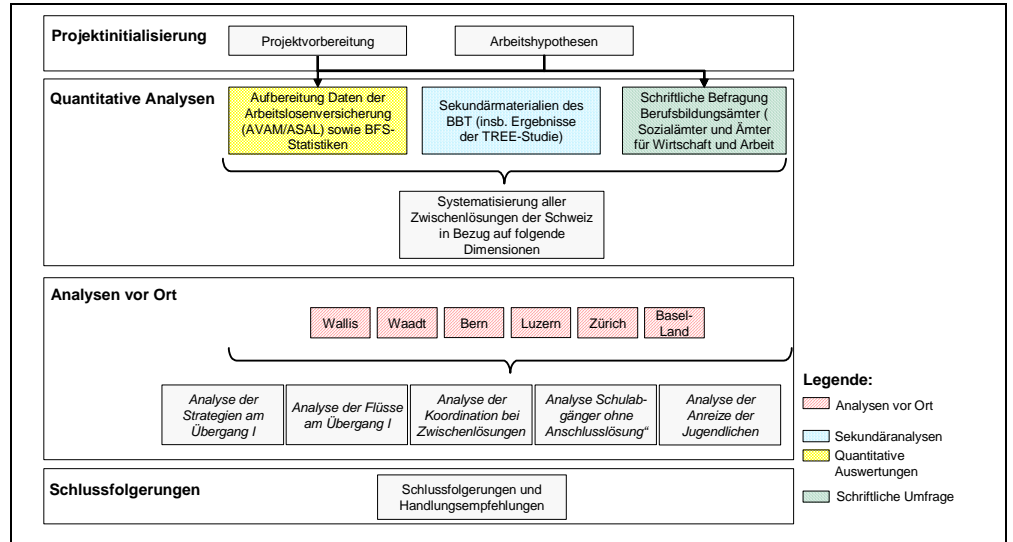 Projektinitialisierung
Projektvorbereitung
Arbeitshypothesen
Quantitative Analysen
Aufbereitung Daten der
Arbeitslosenversicherung
(AVAM/ASAL) sowie BFS-
Statistiken
Sekundärmaterialien des
BBT (insb. Ergebnisse
der TREE-Studie)
Schriftliche Befragung
Berufsbildungsämter (
Sozialämter und Ämter
für Wirtschaft und Arbeit
Systematisierung aller
Zwischenlösungen der Schweiz
in Bezug auf folgende
Dimensionen
Analysen vor Ort
Wallis
Waadt
Bern
Luzern
Zürich
Basel-
Land
Analyse der
Strategien am
Übergang I
Analyse der Flüsse
am Übergang I
Analyse der
Koordination bei
Zwischenlösungen
Analyse Schulab-
gänger ohne
Anschlusslösung“
Analyse der
Anreize der
Jugendlichen
Legende:
Analysen vor Ort
Sekundäranalysen
Quantitative
Auswertungen
Schriftliche Umfrage
Schlussfolgerungen
Schlussfolgerungen und
Handlungsempfehlungen